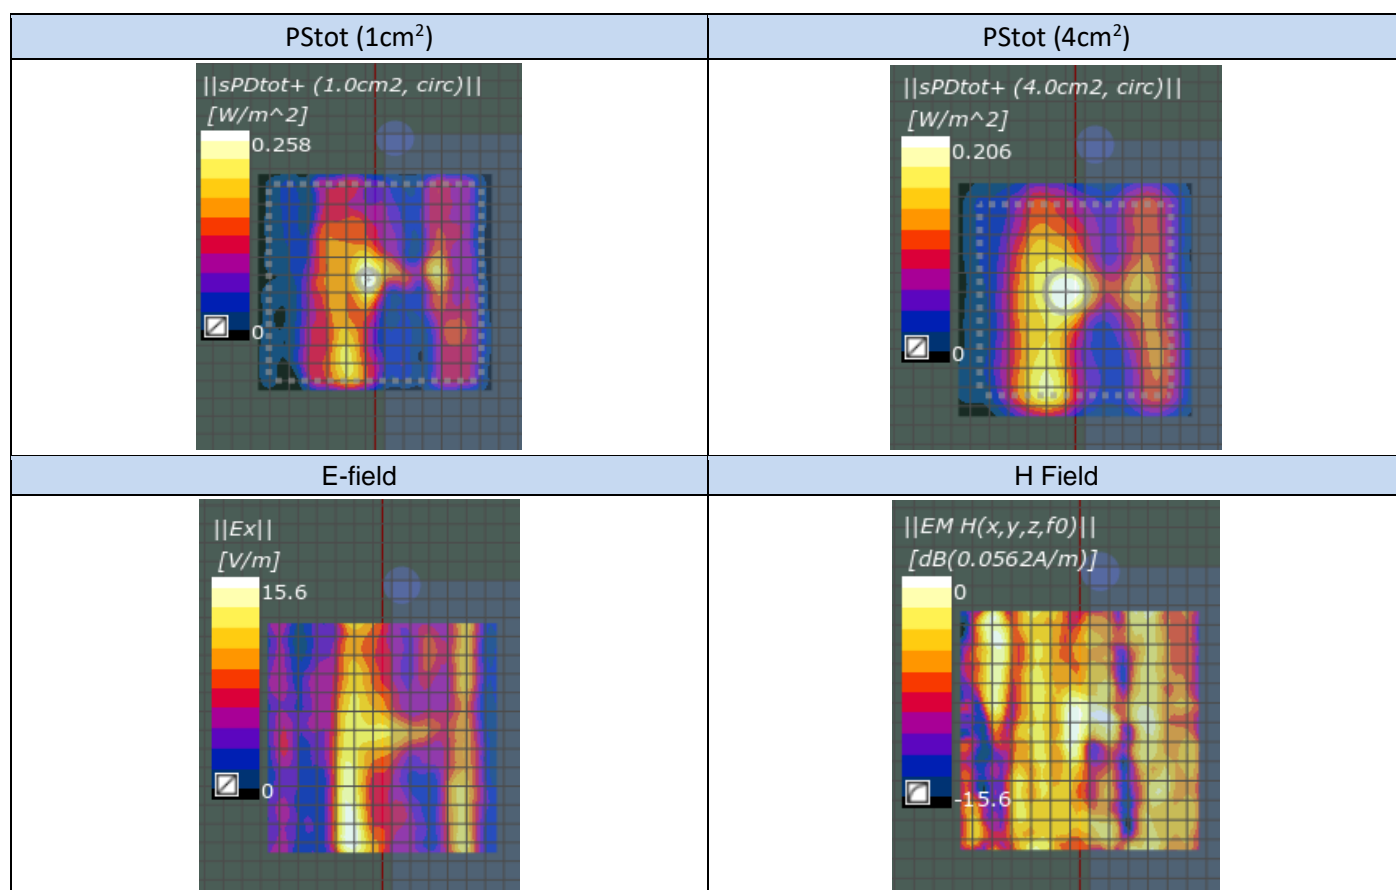 PStot (1cm²)
PStot (4cm²)
||sPDtot+ (1.0cm2, circ)||
[W/m^2]
0.258
0
||sPDtot+ (4.0cm2, circ)||
[W/m^2]
0.206
0
E-field
H Field
||Ex||
[V/m]
15.6
0
||EM H(x,y,z,f0)||
[dB(0.0562A/m)]
0
-15.6